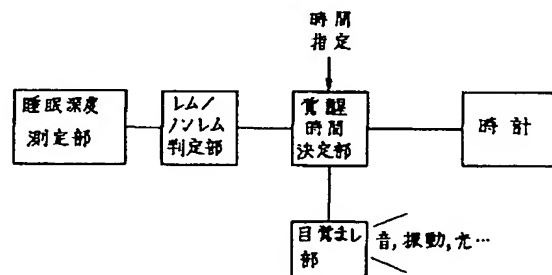 時間
指定
睡眠深度
測定部
レム/
ノンレム
判定部
覚醒
時間
決定部
時計
目覚まし
部
音,振動,光…